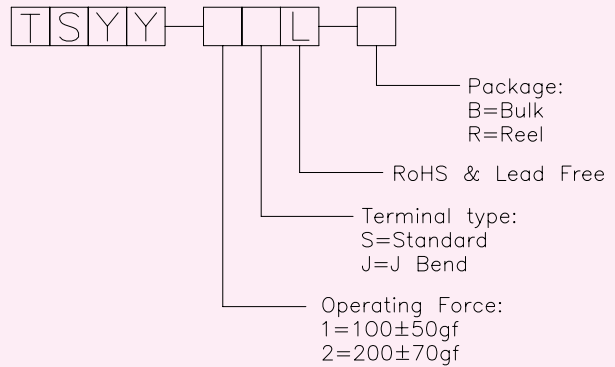 TSYY- L-
Package:
B=Bulk
R=Reel
RoHS & Lead Free
Terminal type:
S=Standard
J=J Bend
Operating Force:
1=100±50gf
2=200±70gf